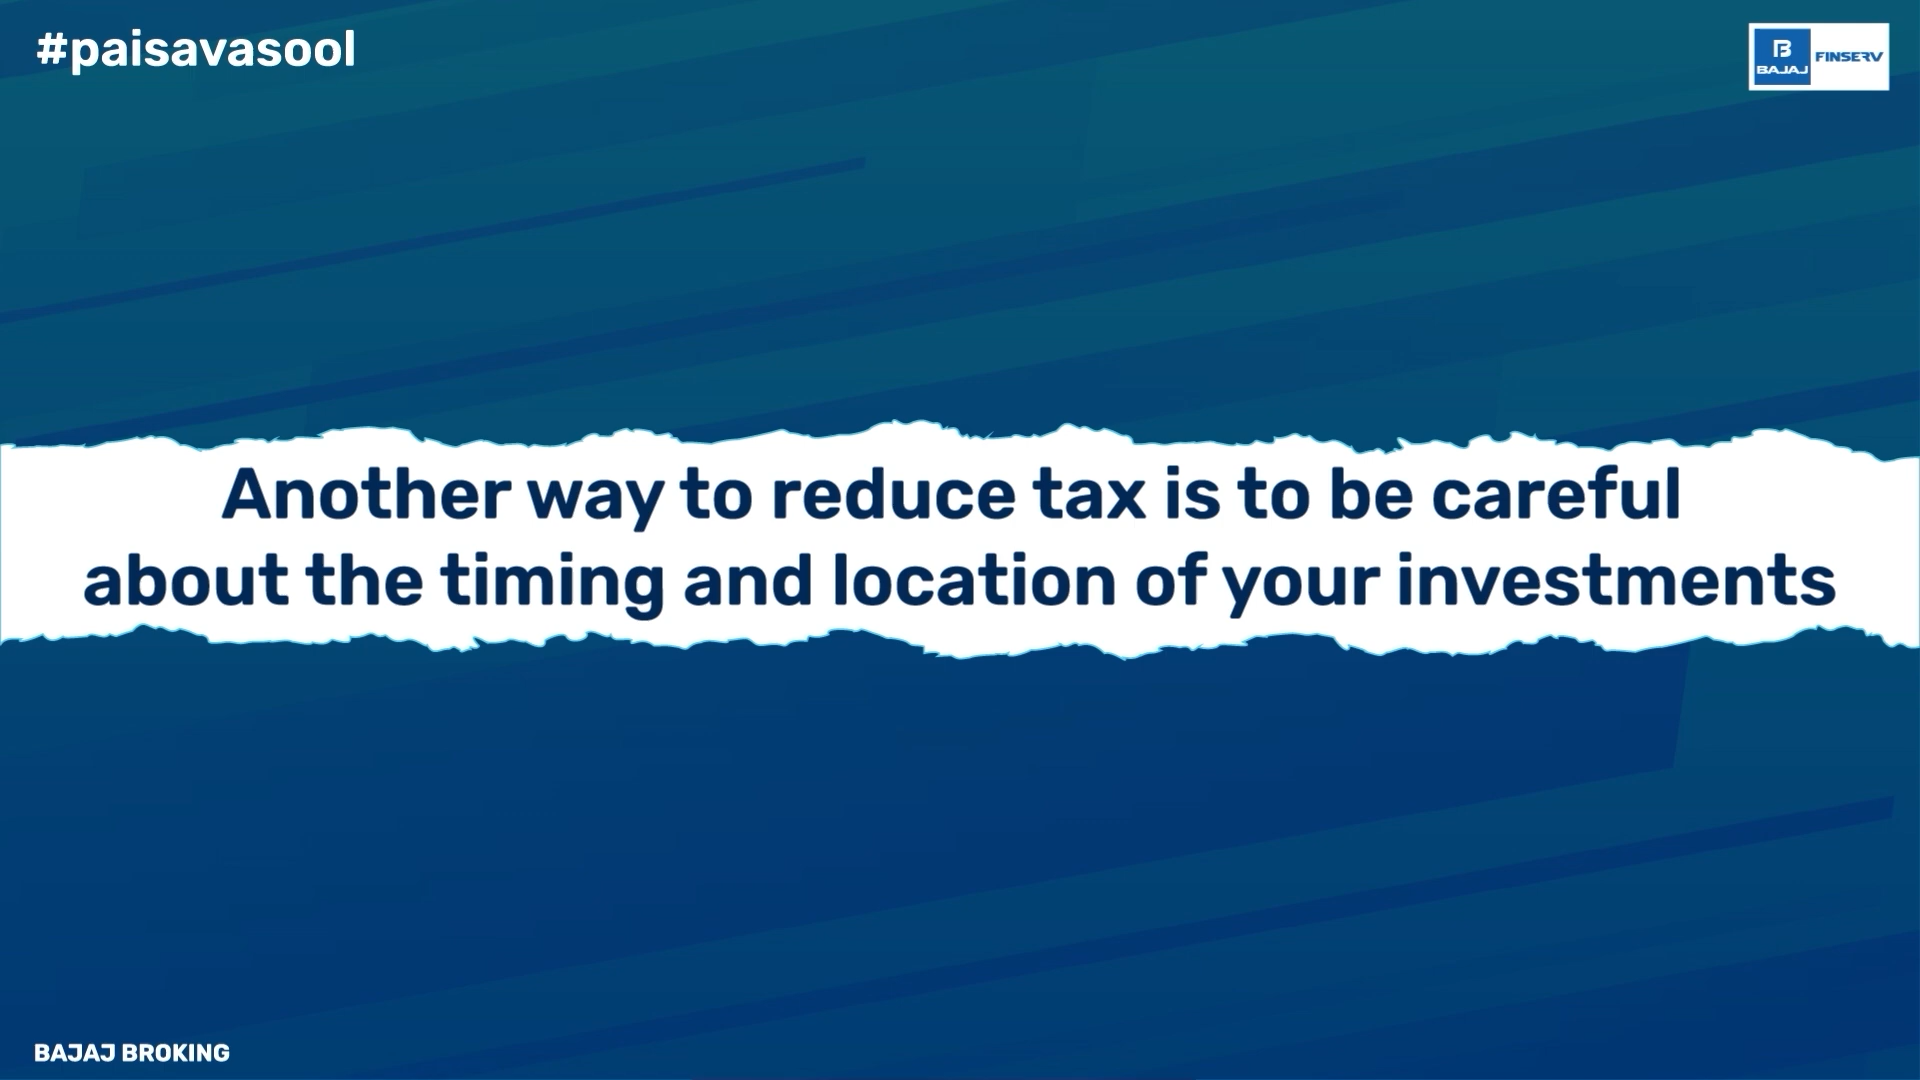 #paisavasool
B
BAJAJ
FINSERV
Another way to reduce tax is to be careful
about the timing and location of your investments
BAJAJ BROKING